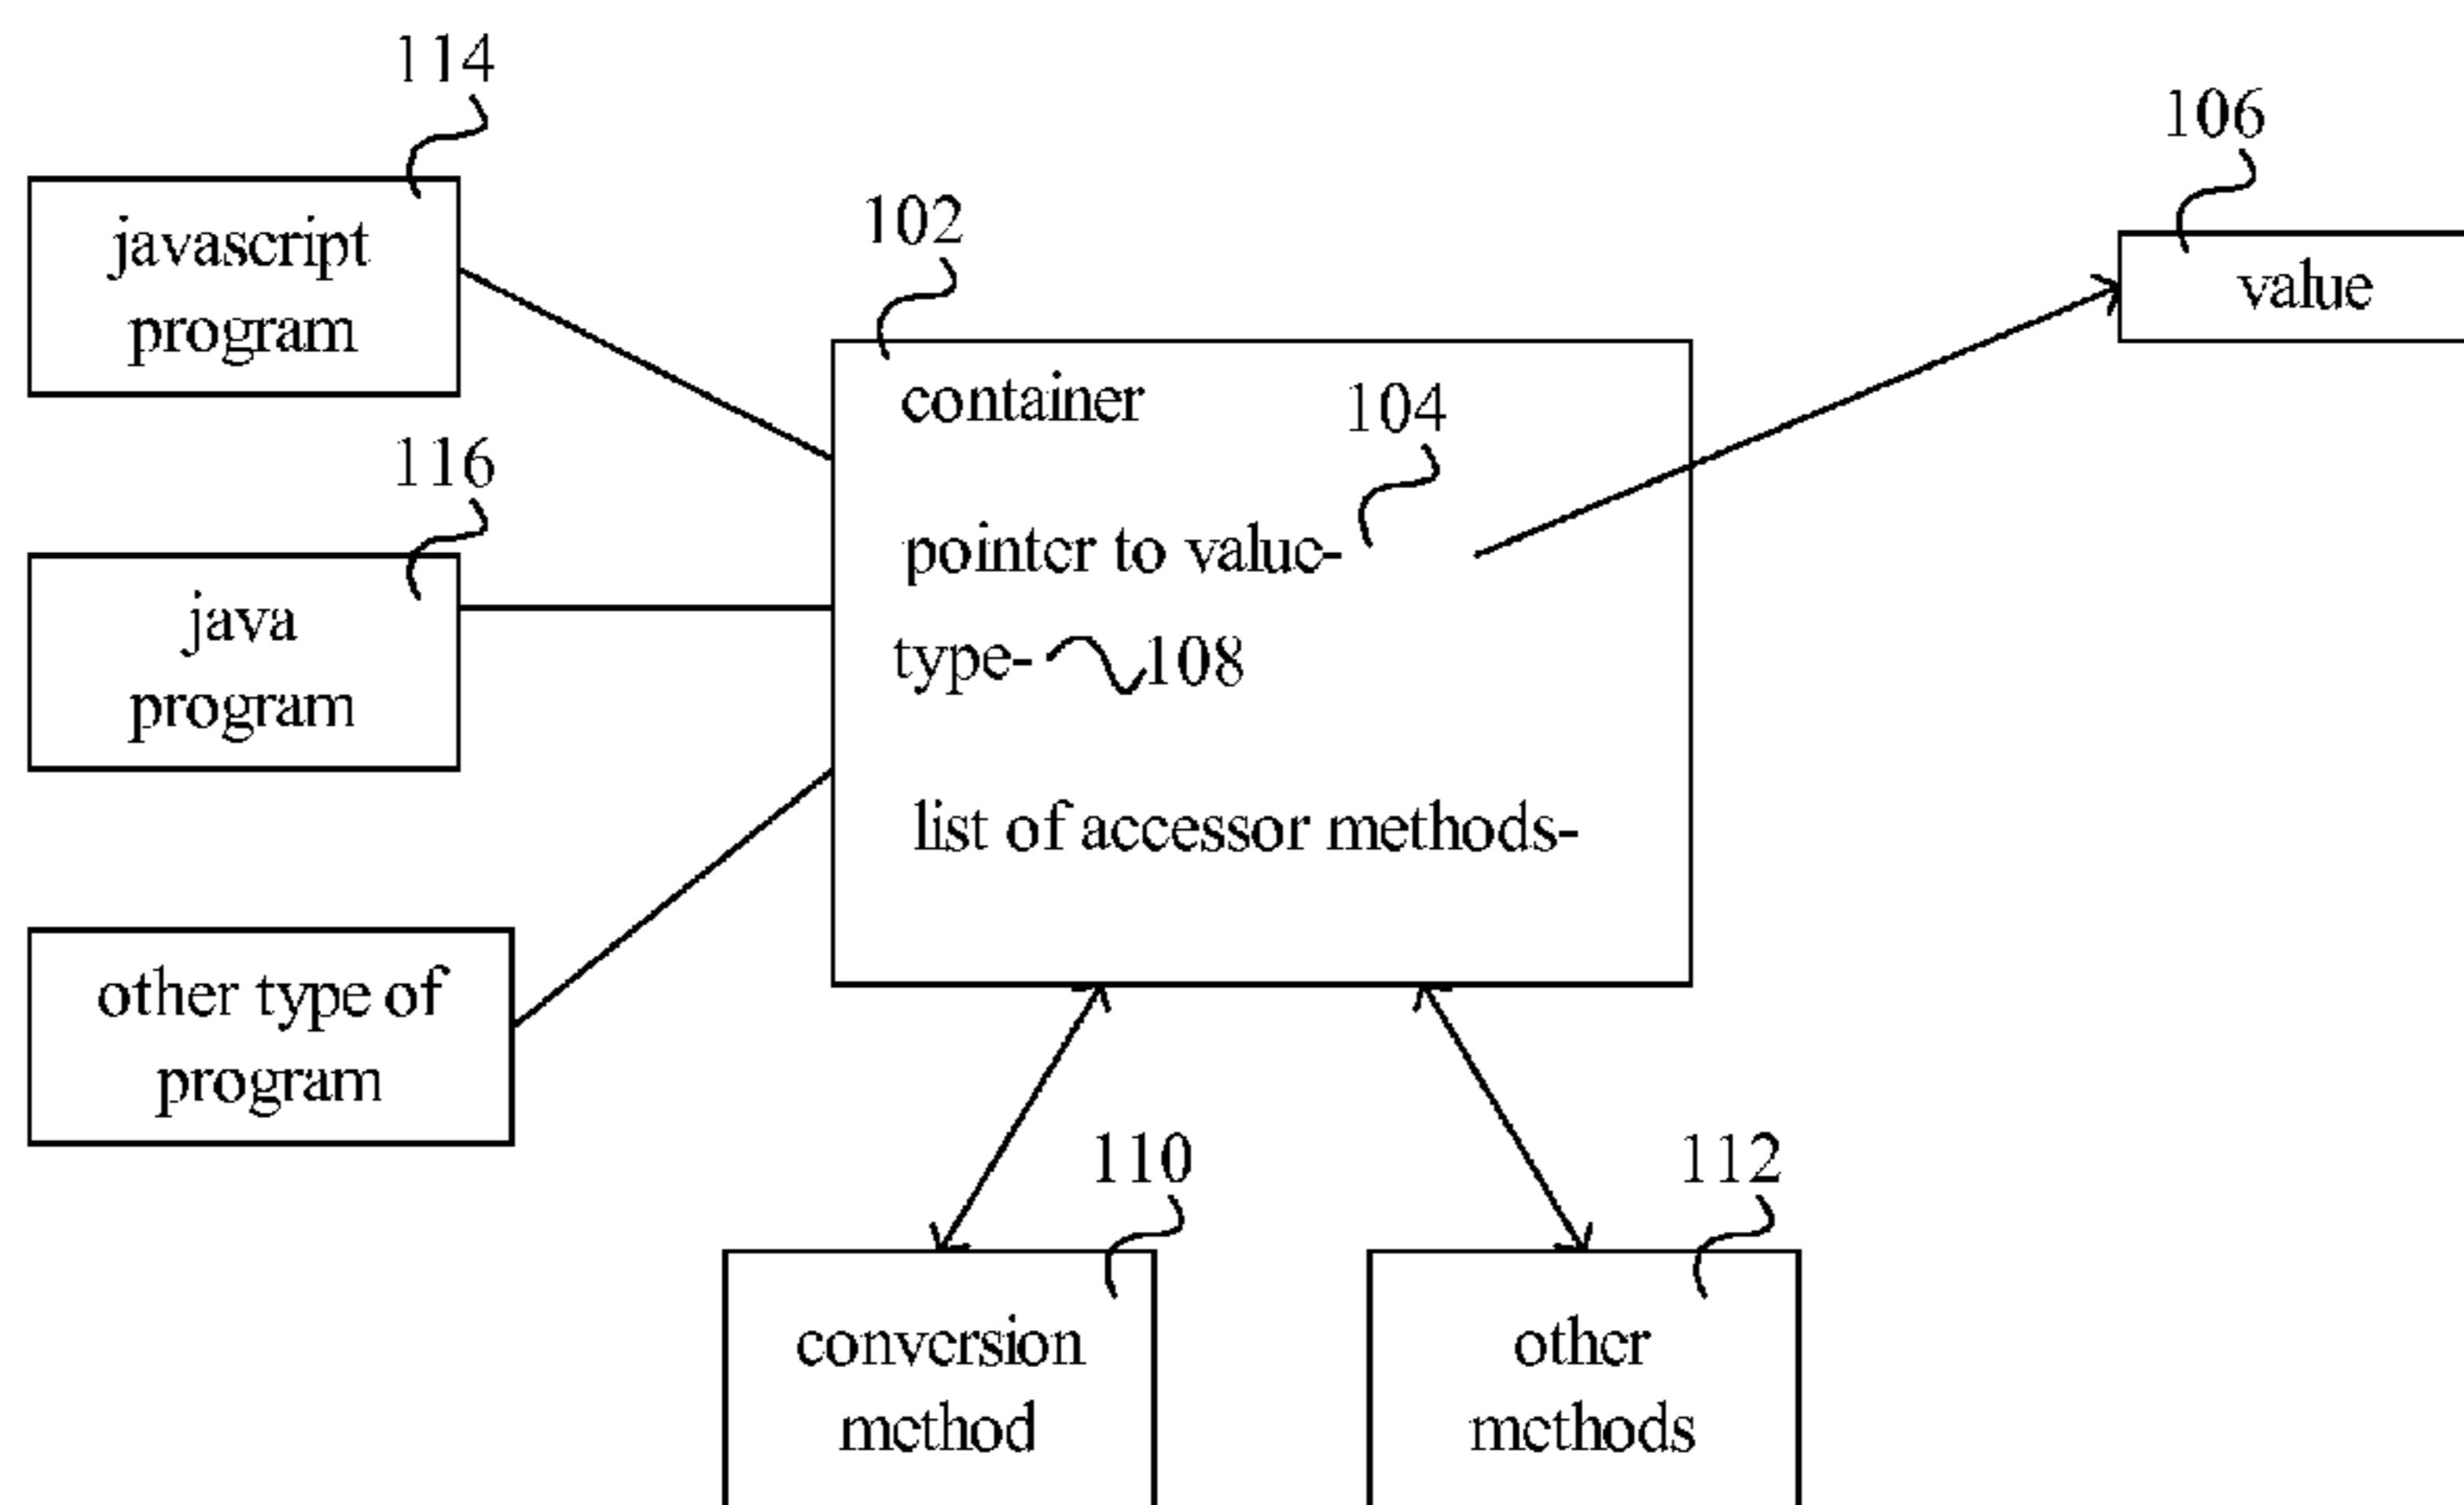 114
javascript
program
106
value
102
container
104
pointer to value-
type- 108
list of accessor methods-
116
java
program
other type of
program
110
conversion
method
112
other
methods